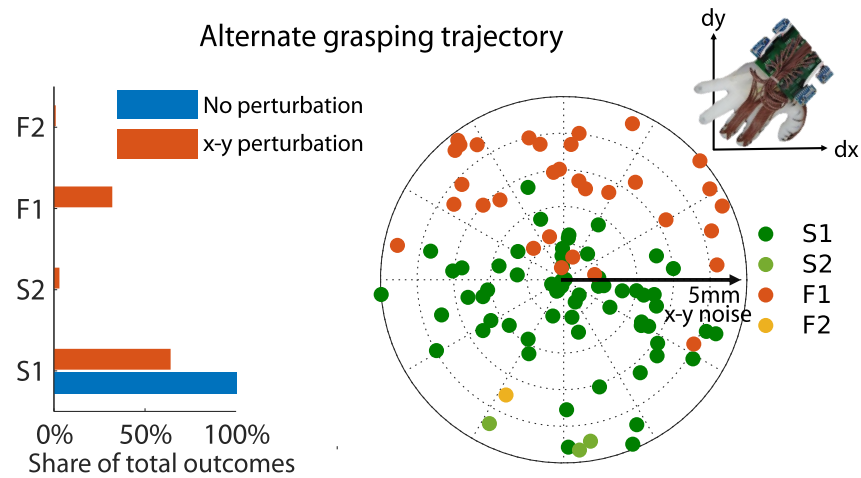 Alternate grasping trajectory
dy
dx
No perturbation
x-y perturbation
F2
F1
S2
S1
0% 50% 100%
Share of total outcomes
5mm
x-y noise
S1
S2
F1
F2